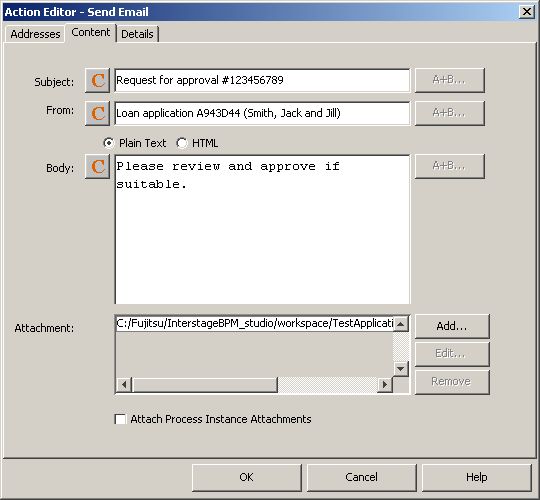 Action Editor - Send Email
Addresses Content Details
Subject: C Request for approval #123456789 A+B...
From: C Loan application A943D44 (Smith, Jack and Jill) A+B...
Plain Text HTML
Body: C Please review and approve if A+B...
suitable.
Attachment: C:/Fujitsu/InterstageBPM_studio/workspace/TestApplicati Add...
Edit...
Remove
Attach Process Instance Attachments
OK Cancel Help